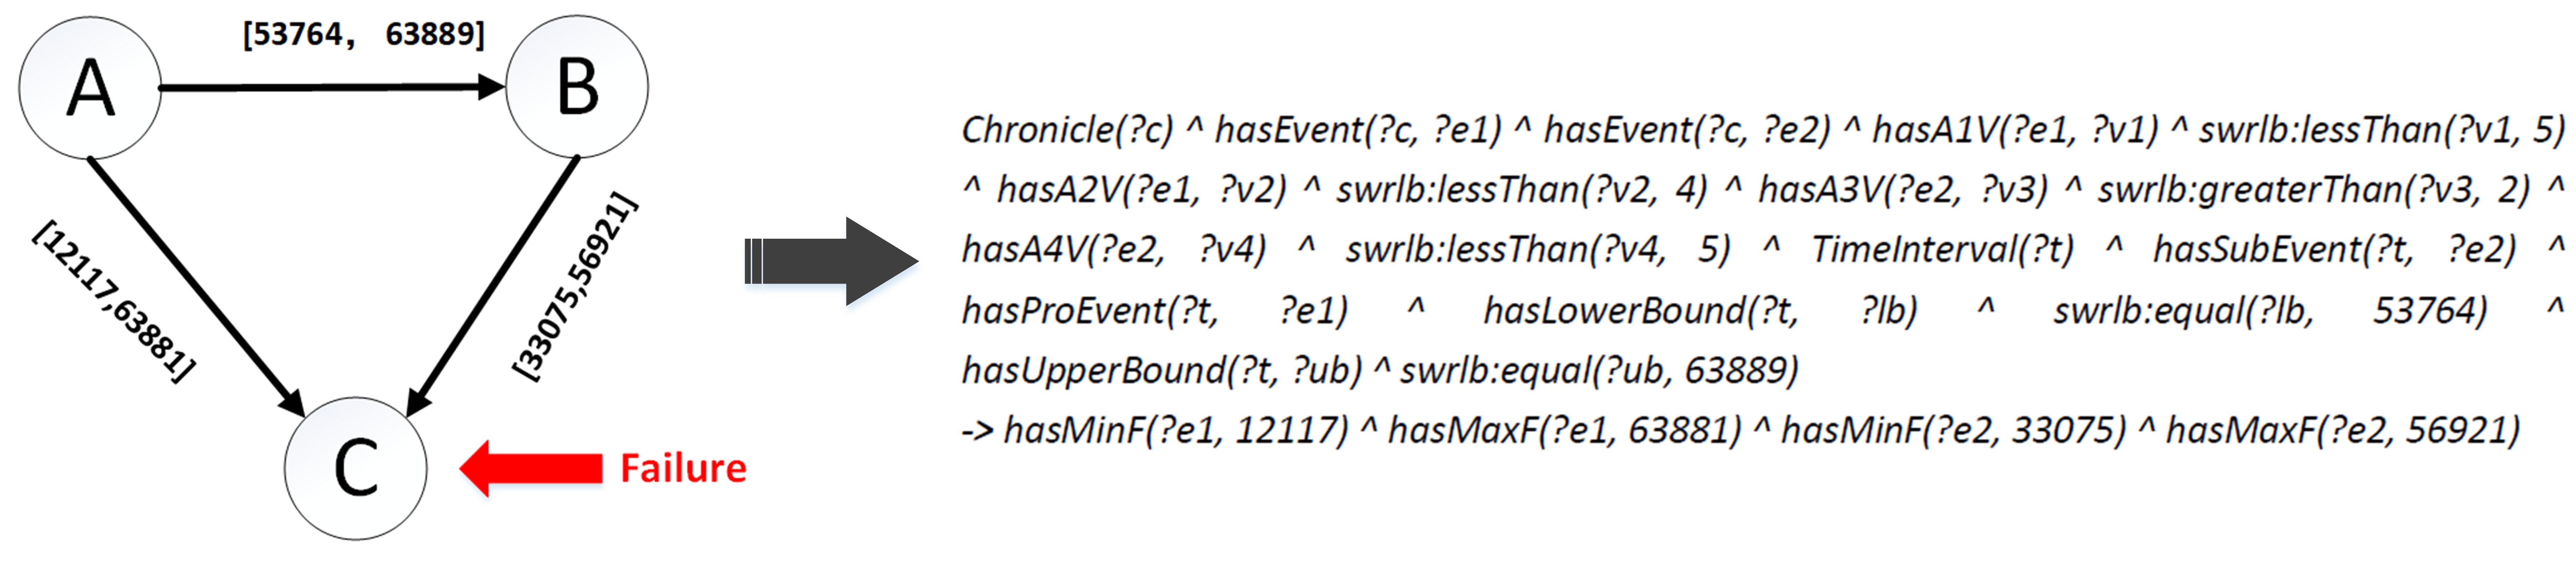 [53764, 63889]
A
B
[12117,63881]
[33075,56921]
C
Failure
Chronicle(?c) ^ hasEvent(?c, ?e1) ^ hasEvent(?c, ?e2) ^ hasA1V(?e1, ?v1) ^ swrlb:lessThan(?v1, 5)
^ hasA2V(?e1, ?v2) ^ swrlb:lessThan(?v2, 4) ^ hasA3V(?e2, ?v3) ^ swrlb:greaterThan(?v3, 2) ^
hasA4V(?e2, ?v4) ^ swrlb:lessThan(?v4, 5) ^ TimeInterval(?t) ^ hasSubEvent(?t, ?e2) ^
hasProEvent(?t, ?e1) ^ hasLowerBound(?t, ?lb) ^ swrlb:equal(?lb, 53764) ^
hasUpperBound(?t, ?ub) ^ swrlb:equal(?ub, 63889)
-> hasMinF(?e1, 12117) ^ hasMaxF(?e1, 63881) ^ hasMinF(?e2, 33075) ^ hasMaxF(?e2, 56921)